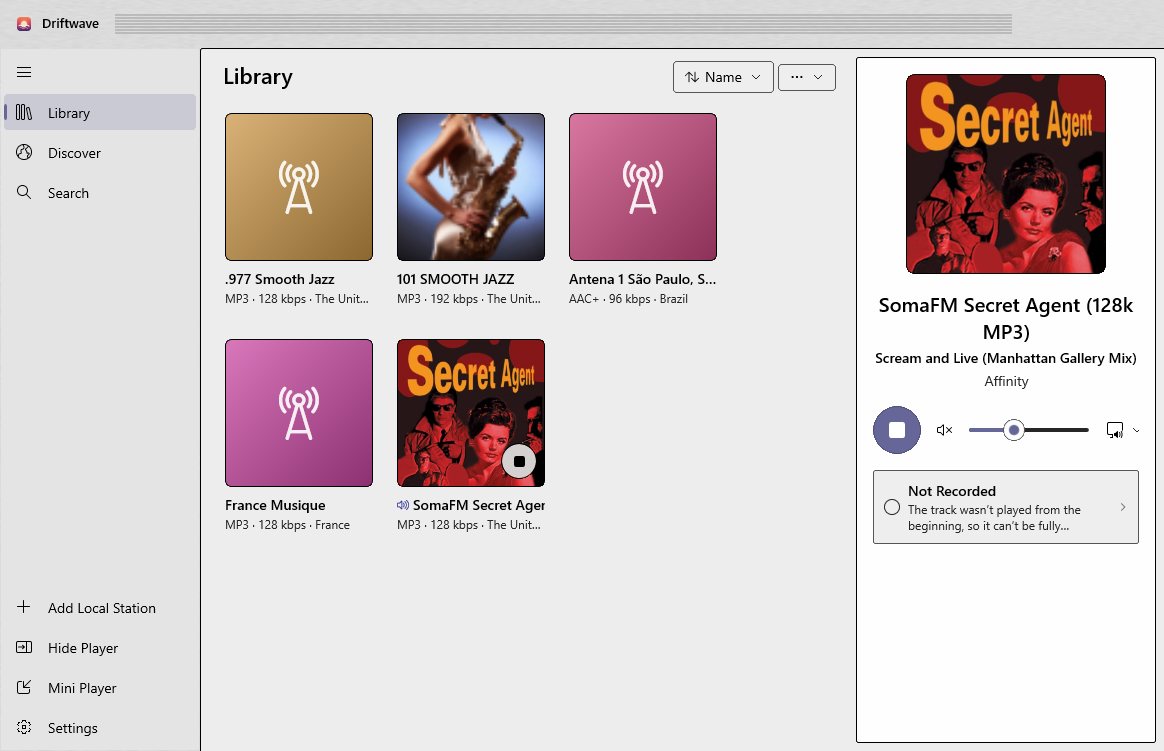 Driftwave
Library
Discover
Search
Add Local Station
Hide Player
Mini Player
Settings
Library
Name
.977 Smooth Jazz
MP3 · 128 kbps · The Unit...
101 SMOOTH JAZZ
MP3 · 192 kbps · The Unit...
Antena 1 São Paulo, S...
AAC+ · 96 kbps · Brazil
France Musique
MP3 · 128 kbps · France
Secret Agent
SomaFM Secret Agen
MP3 · 128 kbps · The Unit...
Secret Agent
SomaFM Secret Agent (128k
MP3)
Scream and Live (Manhattan Gallery Mix)
Affinity
Not Recorded
The track wasn't played from the
beginning, so it can't be fully...